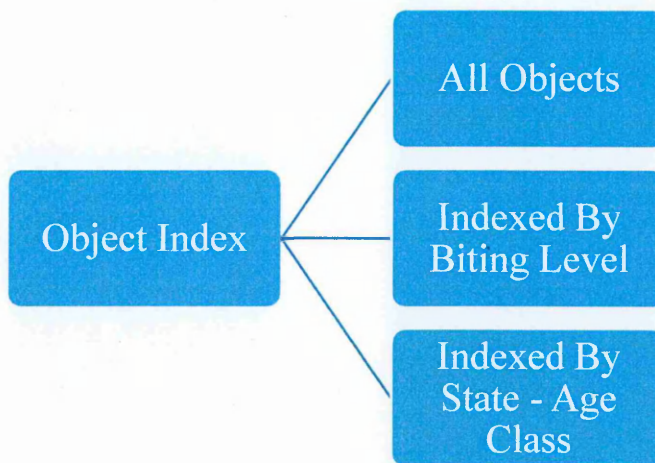 All Objects
Object Index
Indexed By
Biting Level
Indexed By
State - Age
Class